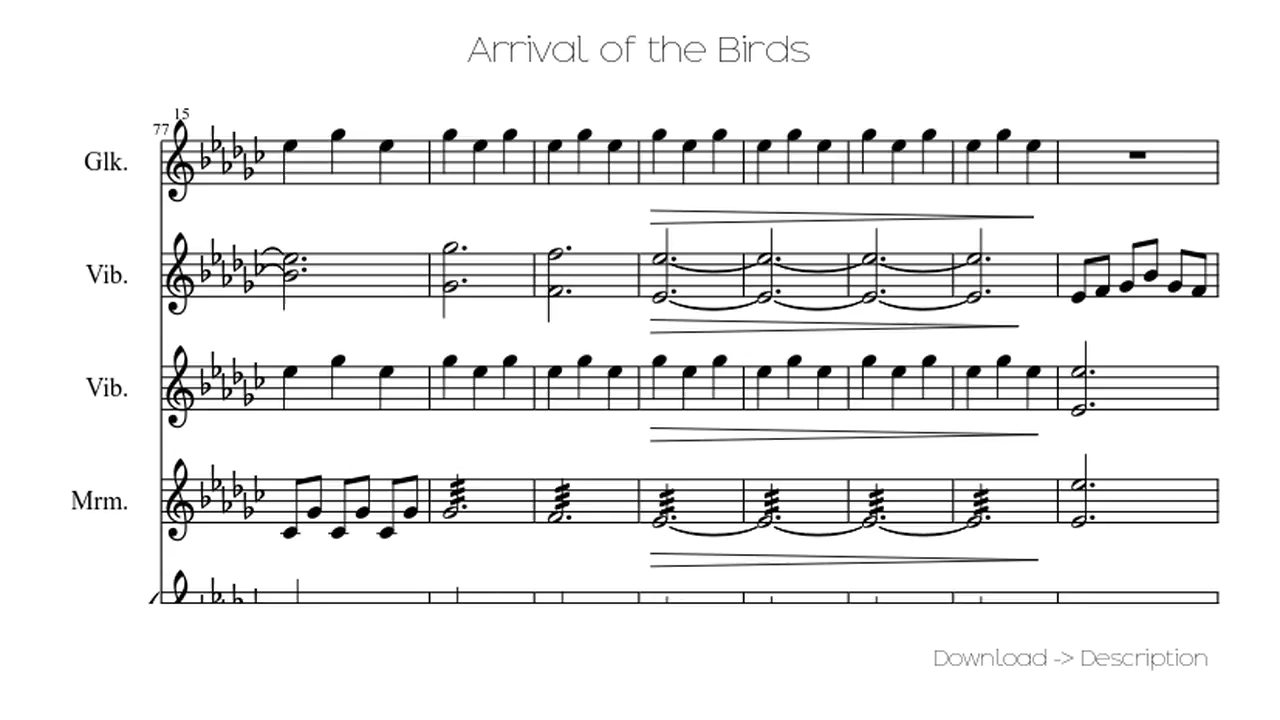 Arrival of the Birds
15
77
Glk.
Vib.
Vib.
Mrm.
Download -> Description